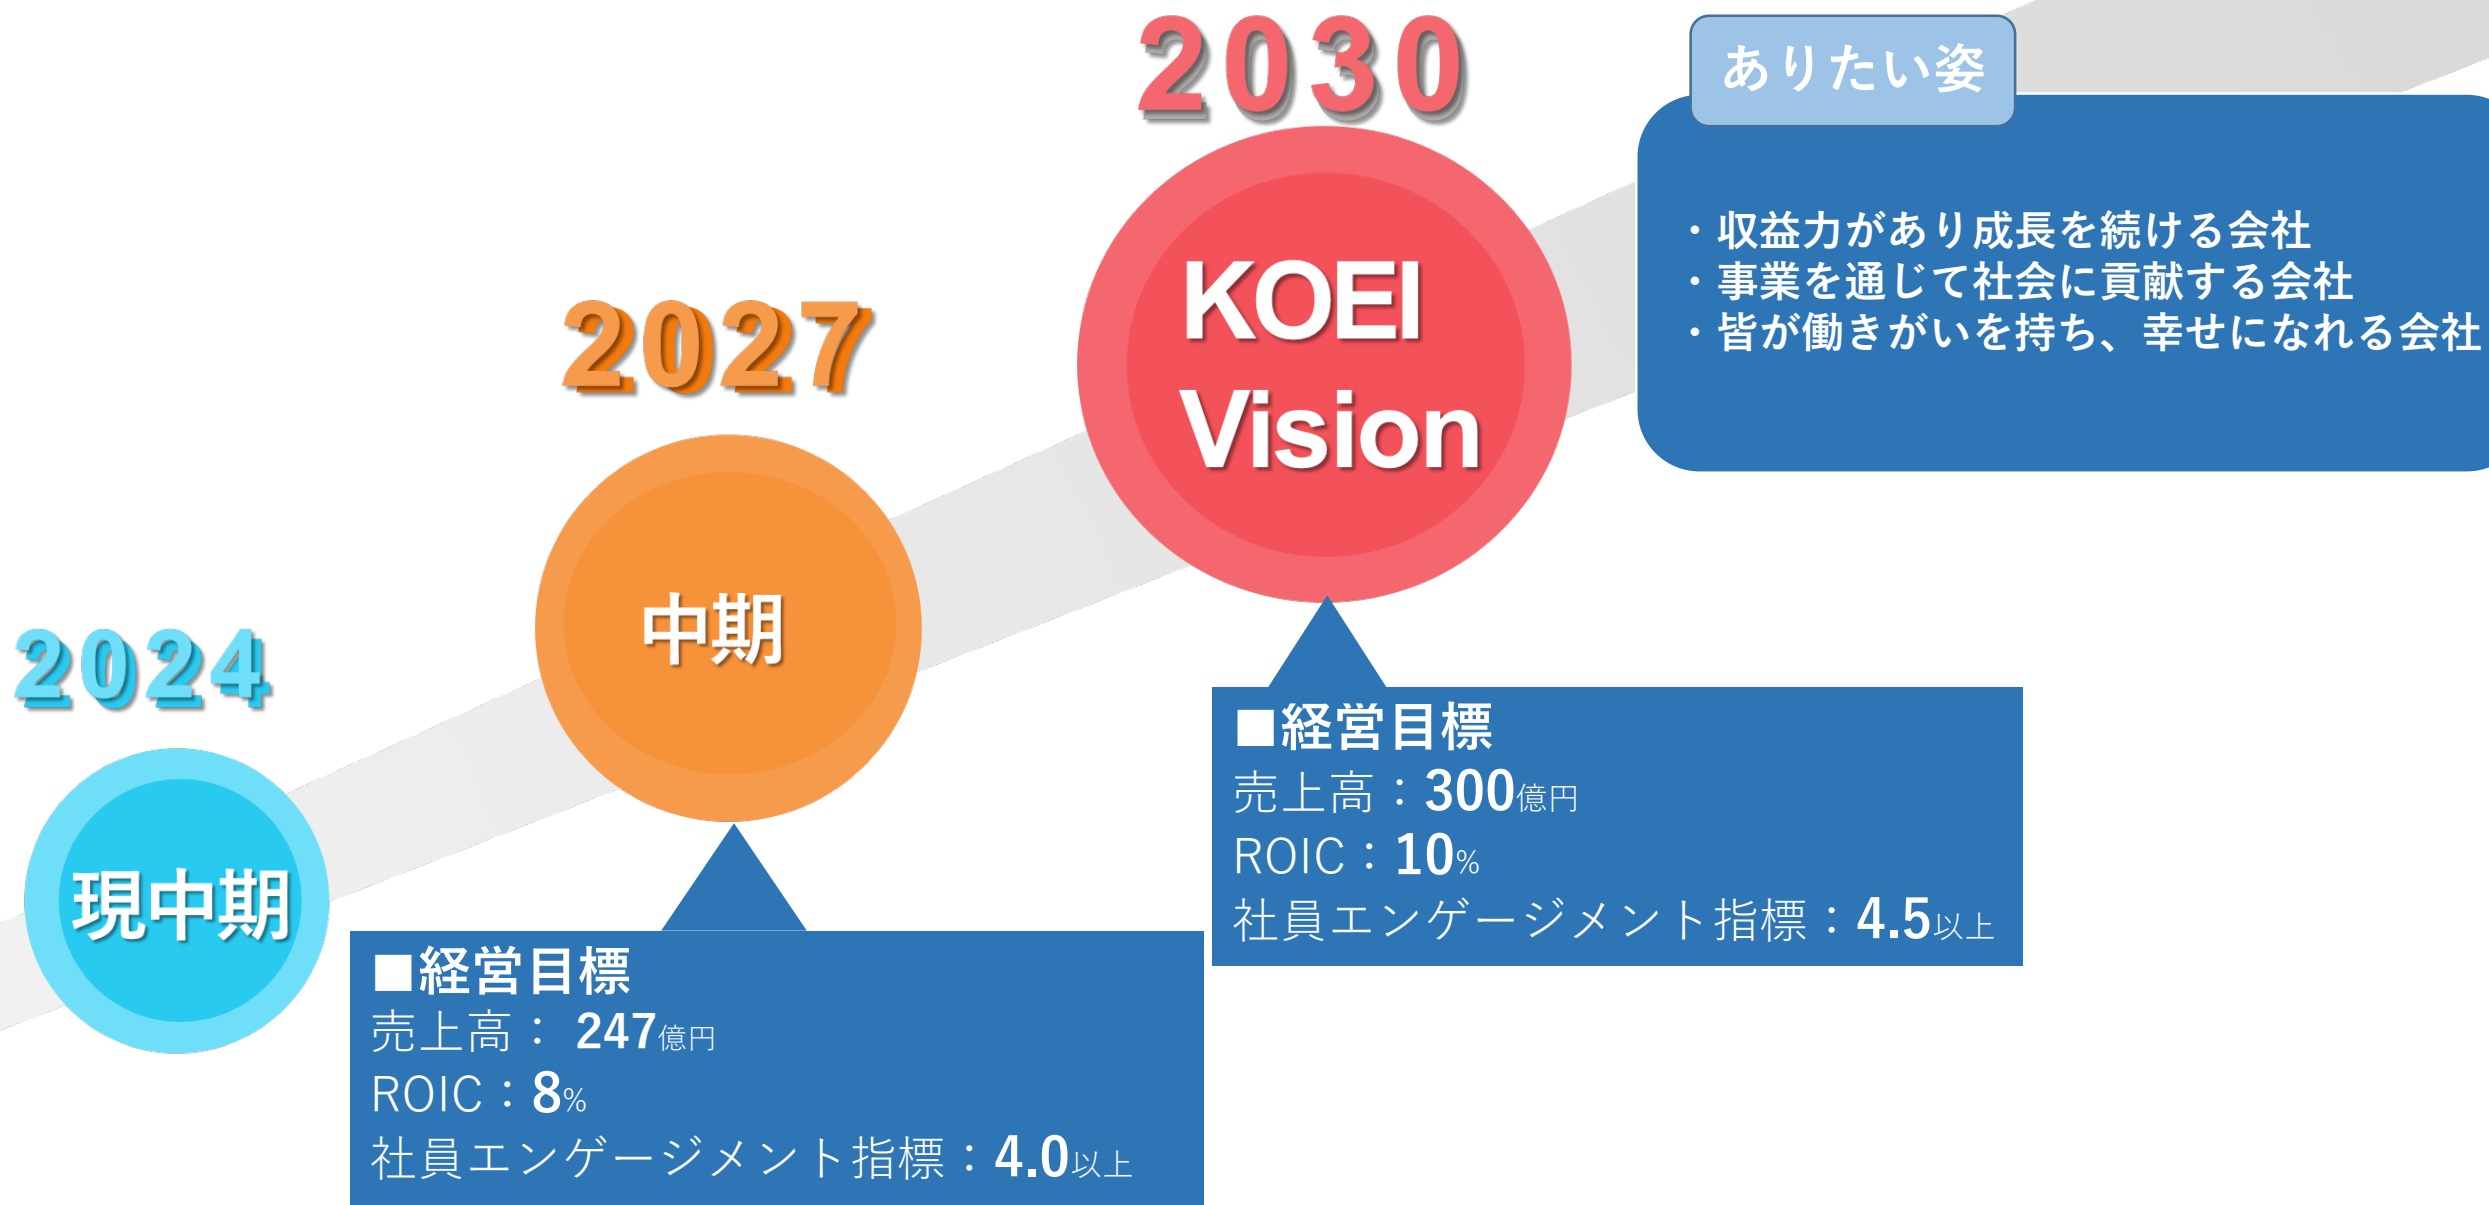 2024
現中期
2027
中期
■経営目標
売上高： 247億円
ROIC：8%
社員エンゲージメント指標：4.0以上
2030
KOEI
Vision
■経営目標
売上高：300億円
ROIC：10%
社員エンゲージメント指標：4.5以上
ありたい姿
・収益力があり成長を続ける会社
・事業を通じて社会に貢献する会社
・皆が働きがいを持ち、幸せになれる会社